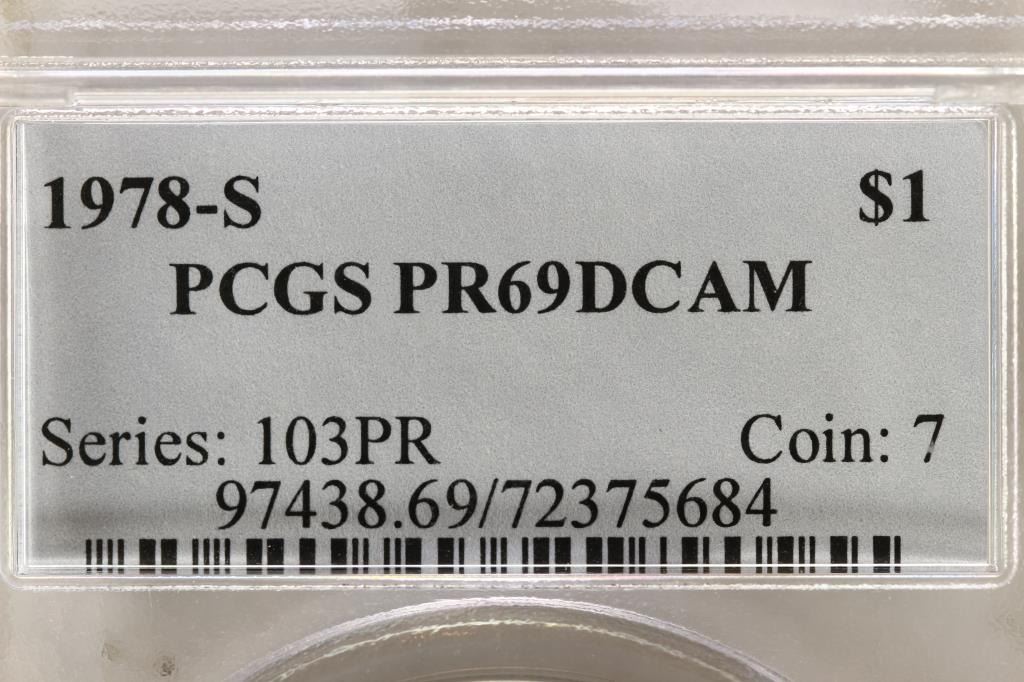 1978-S $1
PCGS PR69DCAM
Series: 103PR Coin: 7
97438.69/72375684